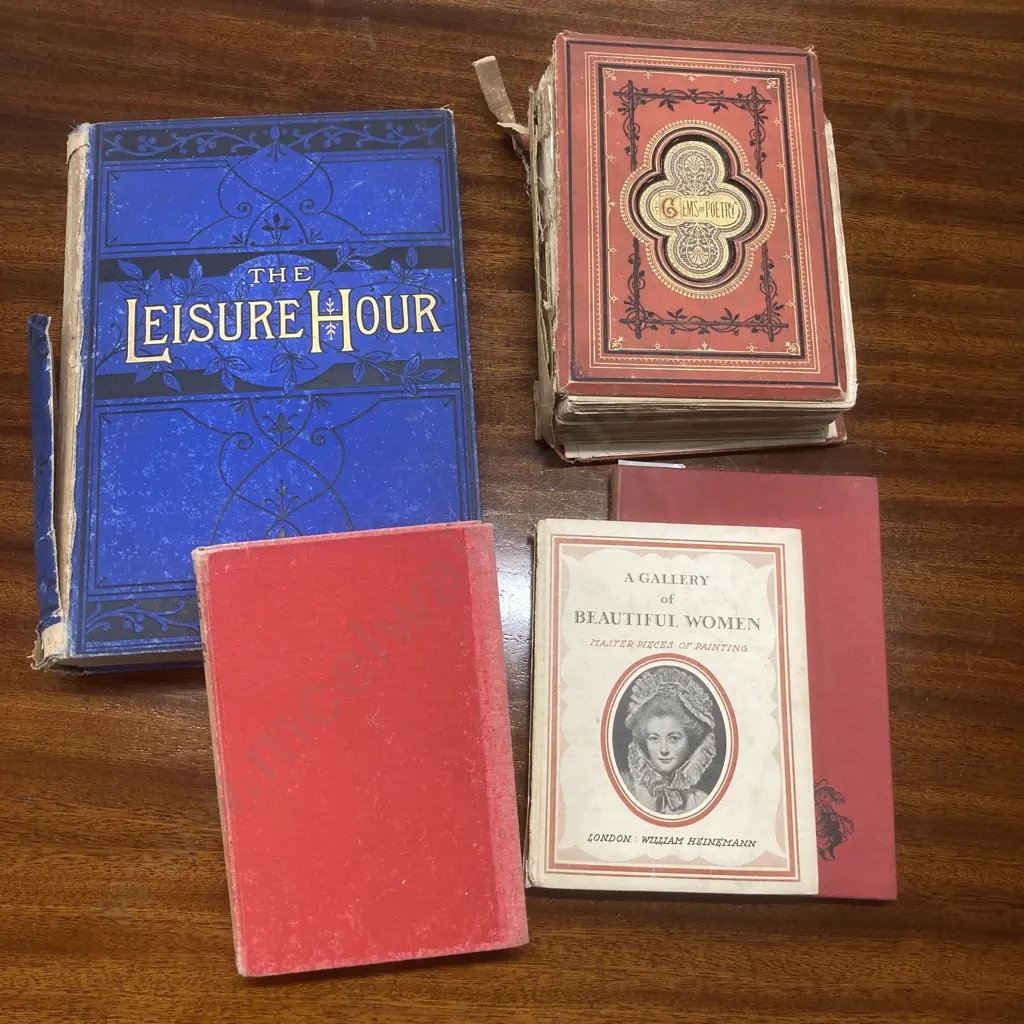 THE
LEISURE HOUR
GEMS OF POETRY
A GALLERY
of
BEAUTIFUL WOMEN
MASTER PIECES OF PAINTING
LONDON : WILLIAM HEINEMANN